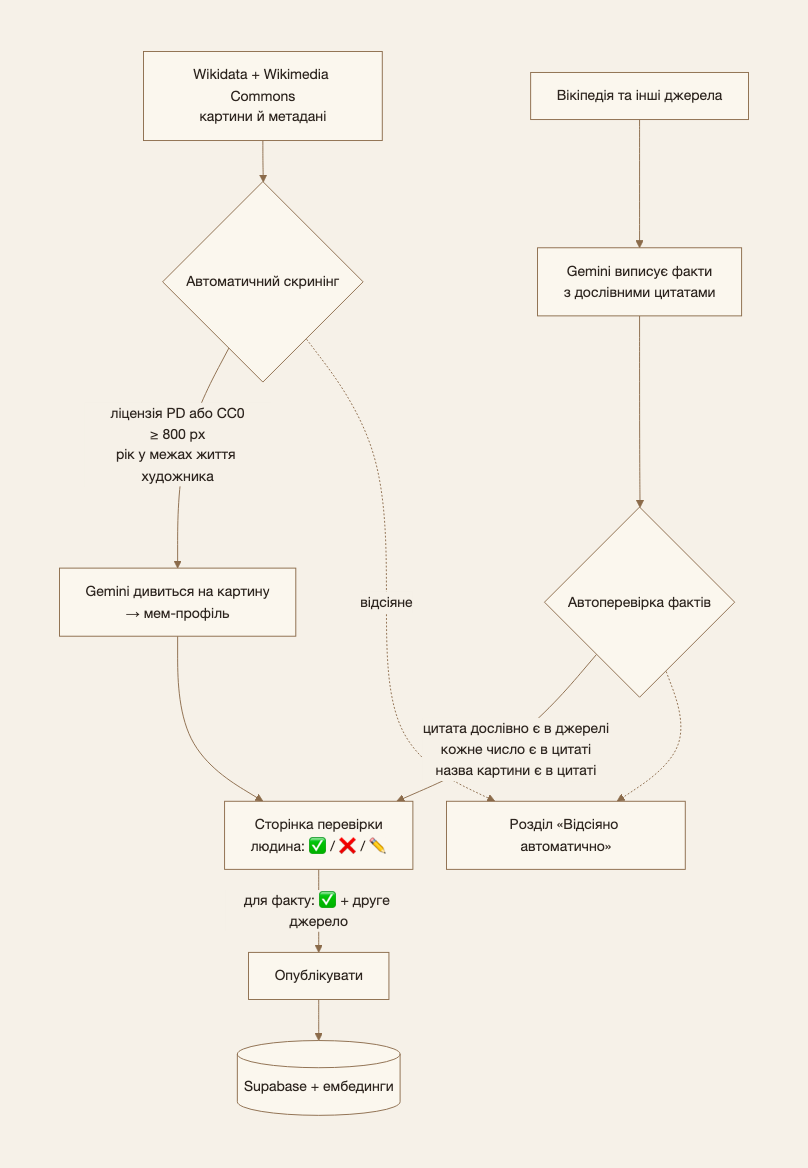 Wikidata + Wikimedia
Commons
картини й метадані
Вікіпедія та інші джерела
Автоматичний скринінг
Gemini виписує факти
з дослівними цитатами
ліцензія PD або CC0
≥ 800 px
рік у межах життя
художника
Gemini дивиться на картину
→ мем-профіль
відсіяне
Автоперевірка фактів
цитата дослівно є в джерелі
кожне число є в цитаті
назва картини є в цитаті
Сторінка перевірки
людина: ✅ / ❌ / ✏️
Розділ «Відсіяно
автоматично»
для факту: ✅ + друге
джерело
Опублікувати
Supabase + ембединги